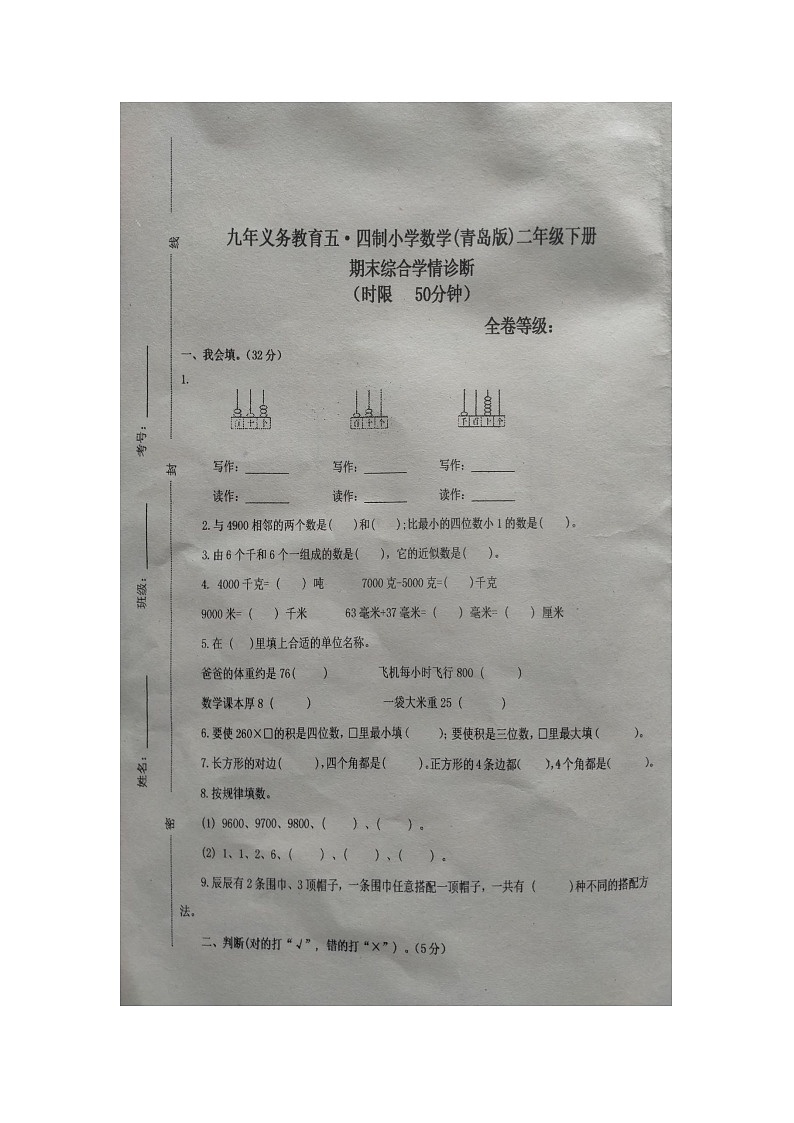 九年义务教育五·四制小学数学(青岛版)二年级下册
期末综合学情诊断
(时限 50分钟)
全卷等级:
一、我会填。(32分)
1.
百 十 个
百 十 个
千 百 十 个
写作:_______ 写作:_______ 写作:_______
读作:_______ 读作:_______ 读作:_______
2.与4900相邻的两个数是( )和( );比最小的四位数小1的数是( )。
3.由6个千和6个一组成的数是( ),它的近似数是( )。
4. 4000千克=( )吨 7000克-5000克=( )千克
9000米=( )千米 63毫米+37毫米=( )毫米=( )厘米
5.在( )里填上合适的单位名称。
爸爸的体重约是76( ) 飞机每小时飞行800( )
数学课本厚8( ) 一袋大米重25( )
6.要使260×□的积是四位数,□里最小填( );要使积是三位数,□里最大填( )。
7.长方形的对边( ),四个角都是( )。正方形的4条边都( ),4个角都是( )。
8.按规律填数。
(1) 9600、9700、9800、( )、( )。
(2) 1、1、2、6、( )、( )、( )。
9.辰辰有2条围巾、3顶帽子,一条围巾任意搭配一顶帽子,一共有( )种不同的搭配方
法。
二、判断(对的打“√”,错的打“×”)。(5分)
线
考号:
封
班级:
姓名:
密